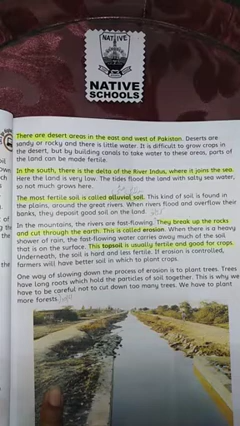 NATIVE
NATIVE
SCHOOLS
There are desert areas in the east and west of Pakistan. Deserts are
sandy or rocky and there is little water. It is difficult to grow crops in
the desert, but by building canals to take water to these areas, parts of
the land can be made fertile.
In the south, is the delta of the River Indus, where it joins the sea.
Here the land is very low. The tides flood the land with salty sea water,
so not much grows here.
The most fertile soil is called alluvial soil. This kind of soil is found in
the plains, around the great rivers. When rivers flood and overflow their
banks, they deposit good soil on the land.
In the mountains, the rivers are fast-flowing. They break up the rocks
and cut through the earth. This is called erosion. When there is a heavy
shower of rain, the fast-flowing water carries away much of the soil
that is on the surface. This topsoil is usually fertile and good for crops.
Underneath, the soil is hard and less fertile. If erosion is controlled,
farmers will have better soil in which to plant crops.
One way of slowing down the process of erosion is to plant trees. Trees
have long roots which hold the particles of soil together. This is why we
have to be careful not to cut down too many trees. We have to plant
more forests.